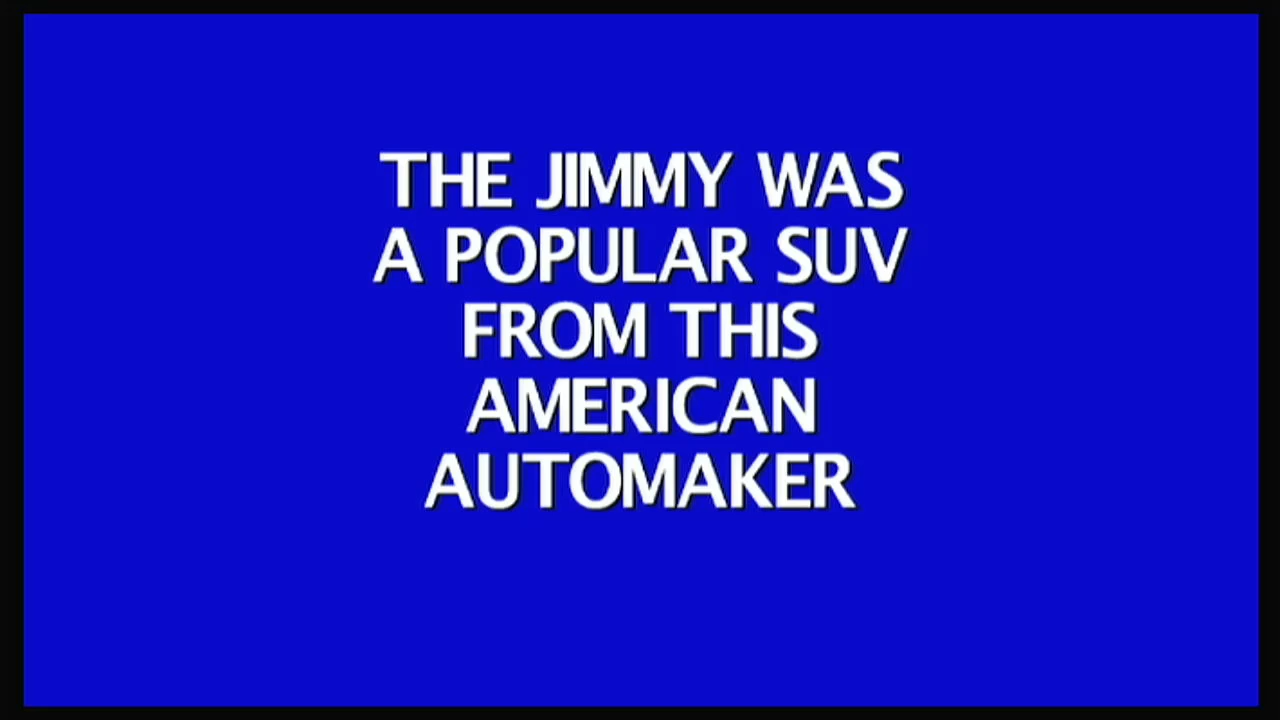 THE JIMMY WAS
A POPULAR SUV
FROM THIS
AMERICAN
AUTOMAKER